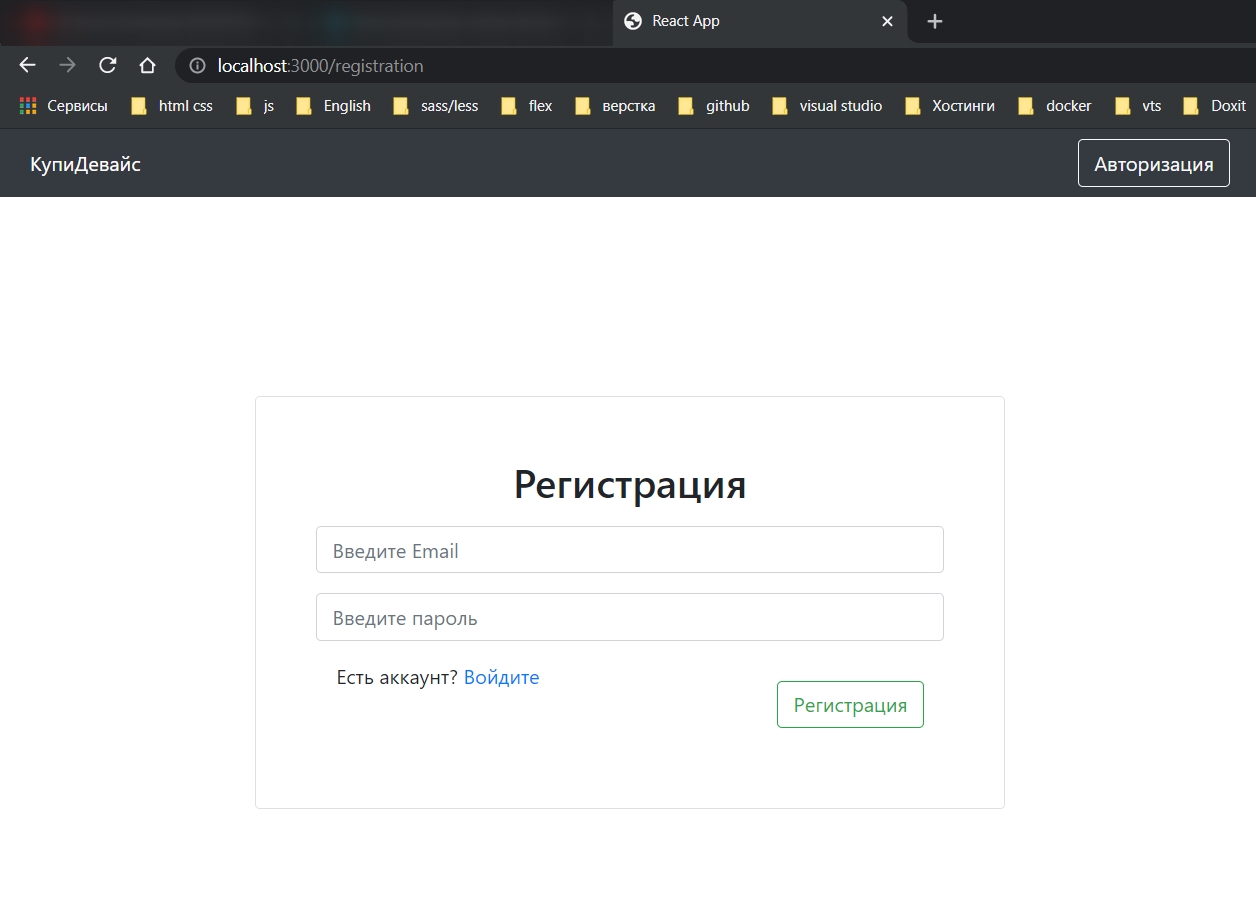 React App
localhost:3000/registration
Сервисы html css js English sass/less flex верстка github visual studio Хостинги docker vts Doxit
КупиДевайс Авторизация
Регистрация
Введите Email
Введите пароль
Есть аккаунт? Войдите
Регистрация